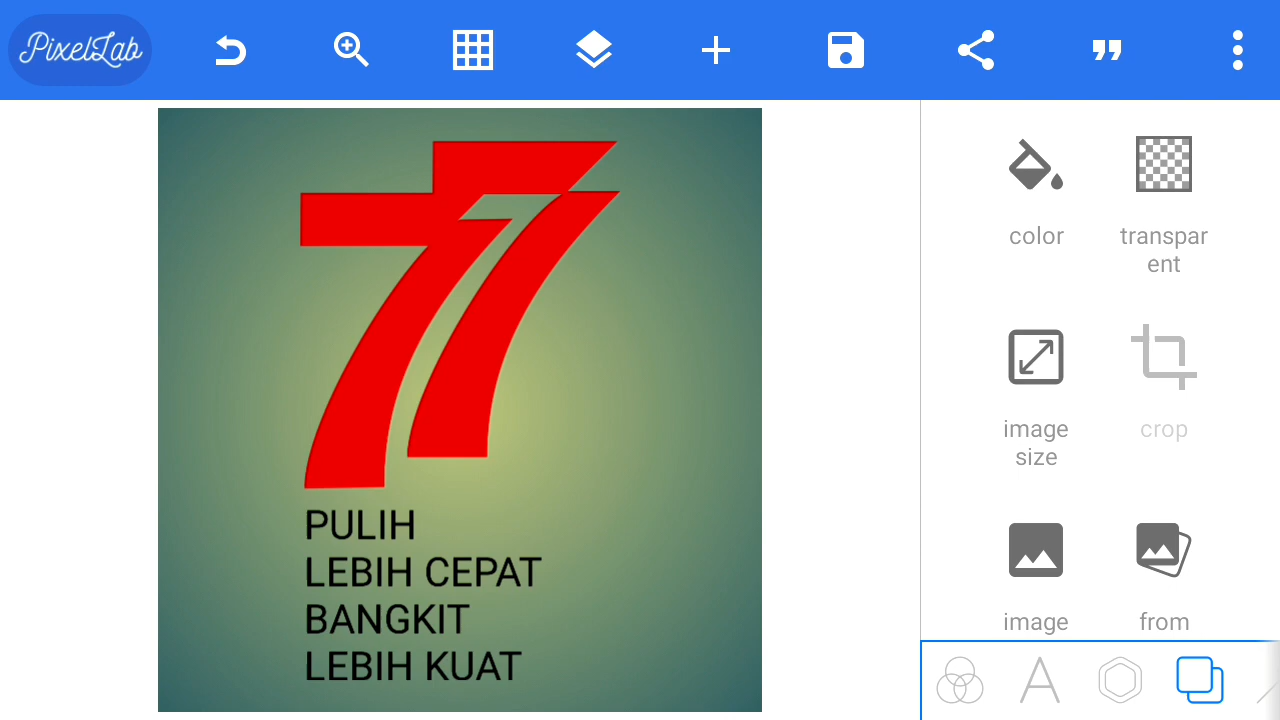 PixelLab
77
color
transpar
ent
image
size
crop
image
from
PULIH
LEBIH CEPAT
BANGKIT
LEBIH KUAT